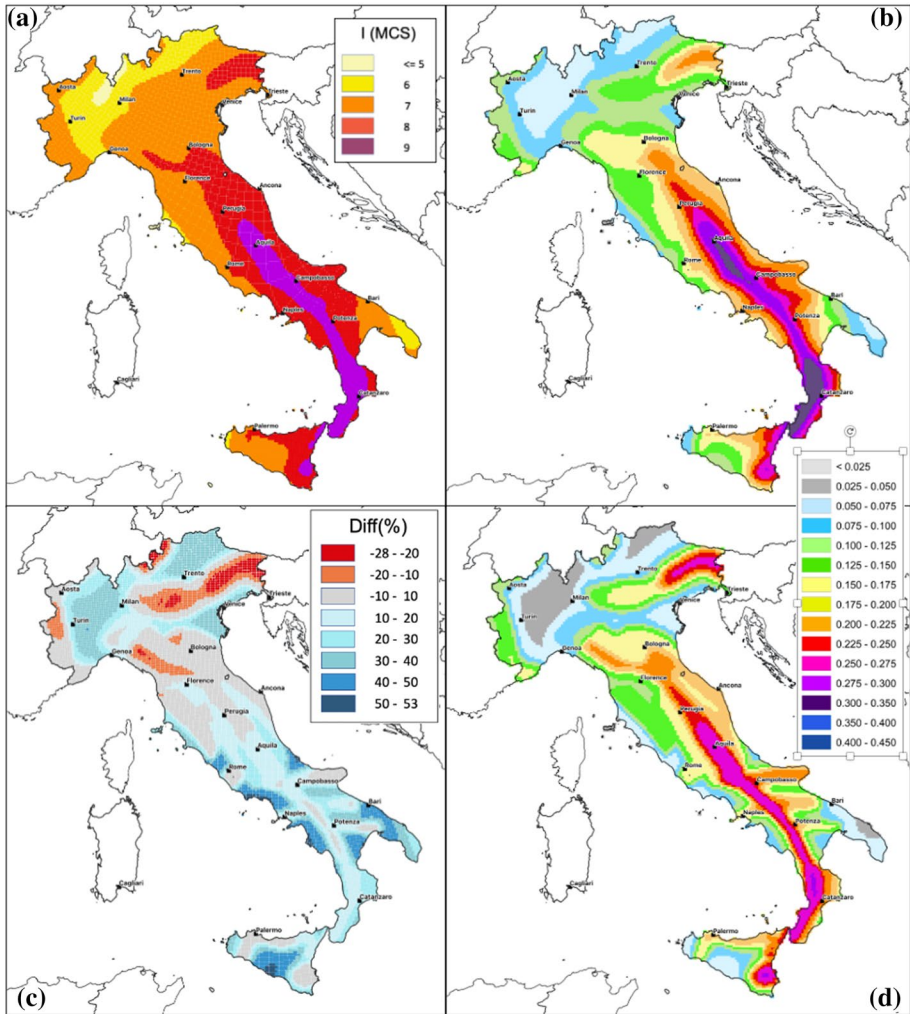 (a)
I (MCS)
<= 5
6
7
8
9
Aosta
Trento
Milan
Turin
Venice
Trieste
Genoa
Bologna
Florence
Ancona
Perugia
Aquila
Rome
Campobasso
Bari
Naples
Potenza
Cagliari
Catanzaro
Palermo
(b)
Aosta
Trento
Milan
Turin
Venice
Trieste
Genoa
Bologna
Florence
Ancona
Perugia
Aquila
Rome
Campobasso
Bari
Naples
Potenza
Cagliari
Catanzaro
Palermo
< 0.025
0.025 - 0.050
0.050 - 0.075
0.075 - 0.100
0.100 - 0.125
0.125 - 0.150
0.150 - 0.175
0.175 - 0.200
0.200 - 0.225
0.225 - 0.250
0.250 - 0.275
0.275 - 0.300
0.300 - 0.350
0.350 - 0.400
0.400 - 0.450
Diff(%)
-28 - -20
-20 - -10
-10 - 10
10 - 20
20 - 30
30 - 40
40 - 50
50 - 53
Aosta
Trento
Milan
Turin
Venice
Trieste
Genoa
Bologna
Florence
Ancona
Perugia
Aquila
Rome
Campobasso
Bari
Naples
Potenza
Cagliari
Catanzaro
Palermo
(c)
Aosta
Trento
Milan
Turin
Venice
Trieste
Genoa
Bologna
Florence
Ancona
Perugia
Aquila
Rome
Campobasso
Bari
Naples
Potenza
Cagliari
Catanzaro
Palermo
(d)